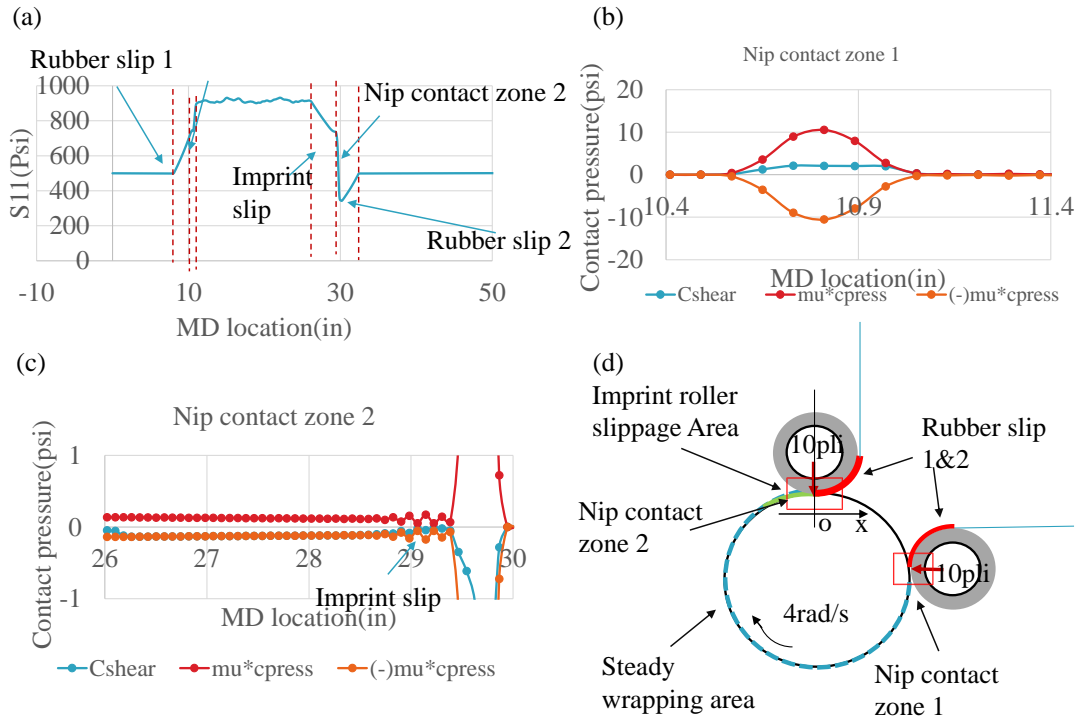 (a)
Rubber slip 1
1000
800
600
400
200
0
S11(Psi)
-10
10
30
50
MD location(in)
Nip contact zone 2
Imprint
slip
Rubber slip 2
(b)
Nip contact zone 1
Contact pressure(psi)
20
10
0
-10
-20
10.4
10.9
11.4
MD location(in)
Cshear
mu*cpress
(-)mu*cpress
(c)
Nip contact zone 2
Contact pressure(psi)
1
0
-1
26
27
28
29
30
Imprint slip
MD location(in)
Cshear
mu*cpress
(-)mu*cpress
(d)
Imprint roller
slippage Area
10pli
Rubber slip
1&2
Nip contact
zone 2
o
x
10pli
4rad/s
Steady
wrapping area
Nip contact
zone 1